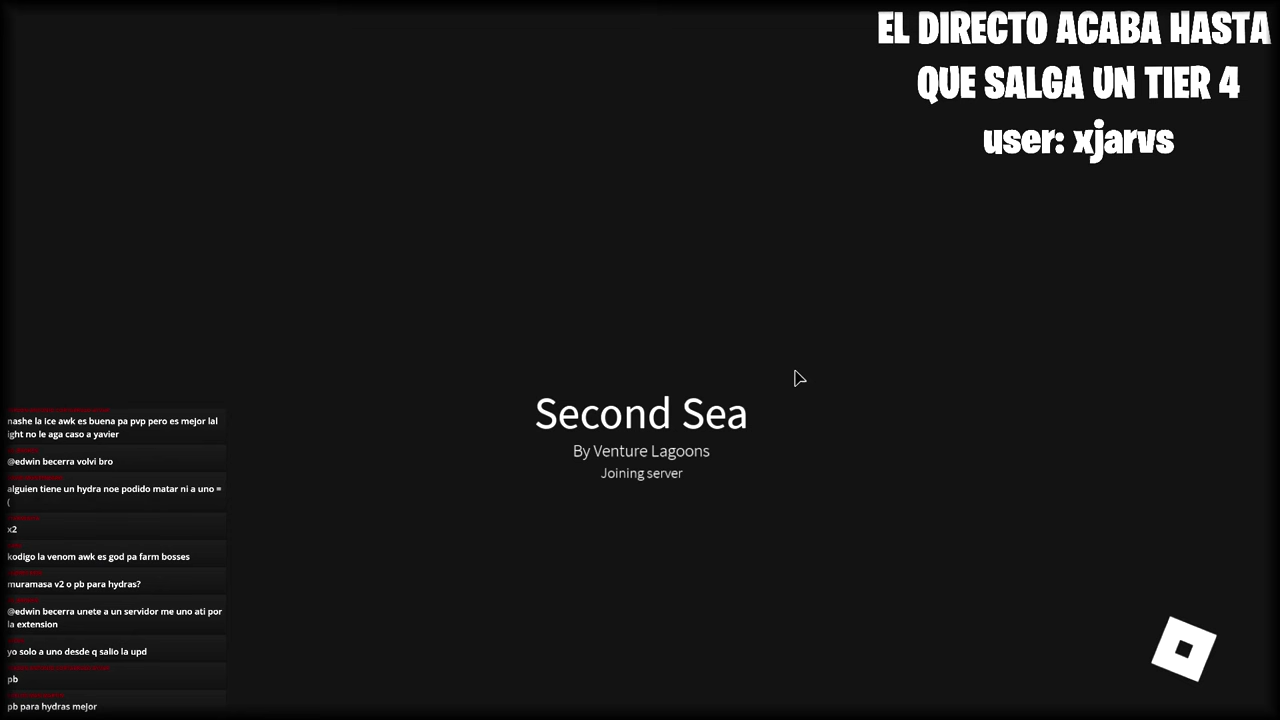 EL DIRECTO ACABA HASTA
QUE SALGA UN TIER 4
user: xjarvs
Second Sea
By Venture Lagoons
Joining server
nashe la ice awk es buena pa pvp pero es mejor lal
ight no le aga caso a yavier
@edwin becerra volvi bro
alguien tiene un hydra noe podido matar ni a uno =
(
x2
kodigo la venom awk es god pa farm bosses
muramasa v2 o pb para hydras?
@edwin becerra unete a un servidor me uno ati por
la extension
yo solo a uno desde q salio la upd
pb
pb para hydras mejor